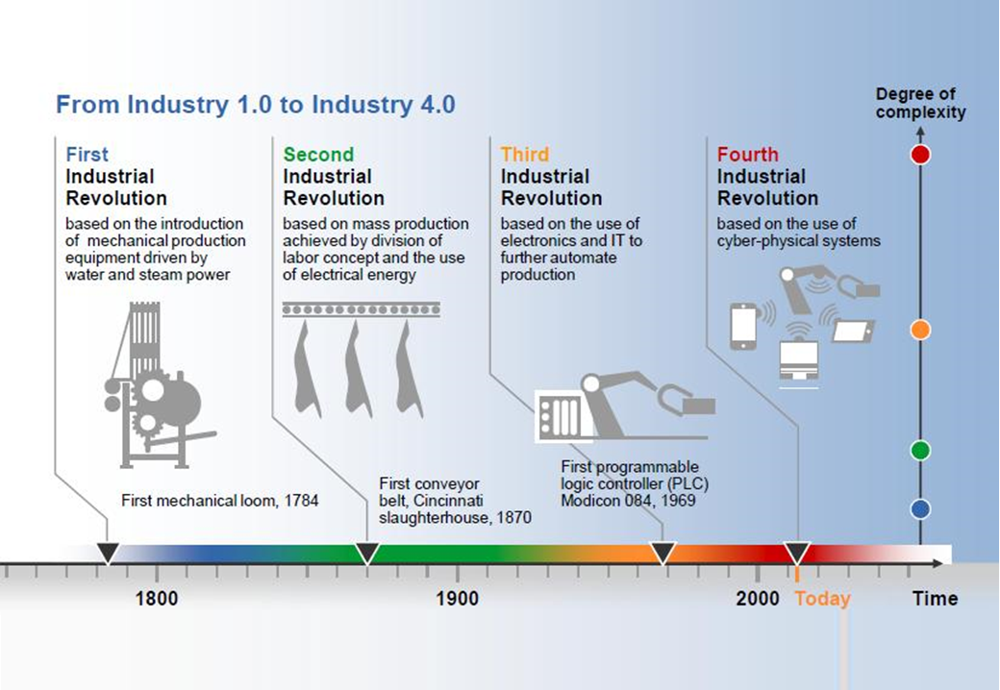 From Industry 1.0 to Industry 4.0
Degree of
complexity
First
Industrial
Revolution
based on the introduction
of mechanical production
equipment driven by
water and steam power
First mechanical loom, 1784
Second
Industrial
Revolution
based on mass production
achieved by division of
labor concept and the use
of electrical energy
First conveyor
belt, Cincinnati
slaughterhouse, 1870
Third
Industrial
Revolution
based on the use of
electronics and IT to
further automate
production
First programmable
logic controller (PLC)
Modicon 084, 1969
Fourth
Industrial
Revolution
based on the use of
cyber-physical systems
1800
1900
2000
Today
Time